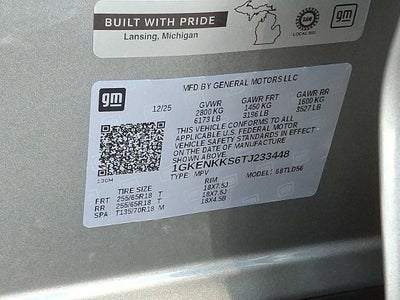 BUILT WITH PRIDE
Lansing, Michigan
LOCAL 602
gm
gm
MFD BY GENERAL MOTORS LLC
12/25 GVWR GAWR FRT GAWR RR
2800 KG 1450 KG 1600 KG
6173 LB 3196 LB 3527 LB
THIS VEHICLE CONFORMS TO ALL
APPLICABLE U.S. FEDERAL MOTOR
VEHICLE SAFETY STANDARDS IN EFFECT
ON THE DATE OF MANUFACTURE
SHOWN ABOVE.
1GKENKKS6TJ233448
TYPE: MPV MODEL: 6BTLD56
TIRE SIZE RIM
FRT 255/65R18 T 18X7.5J
RR 255/65R18 T 18X7.5J
SPA T135/70R18 M 18X4.5B